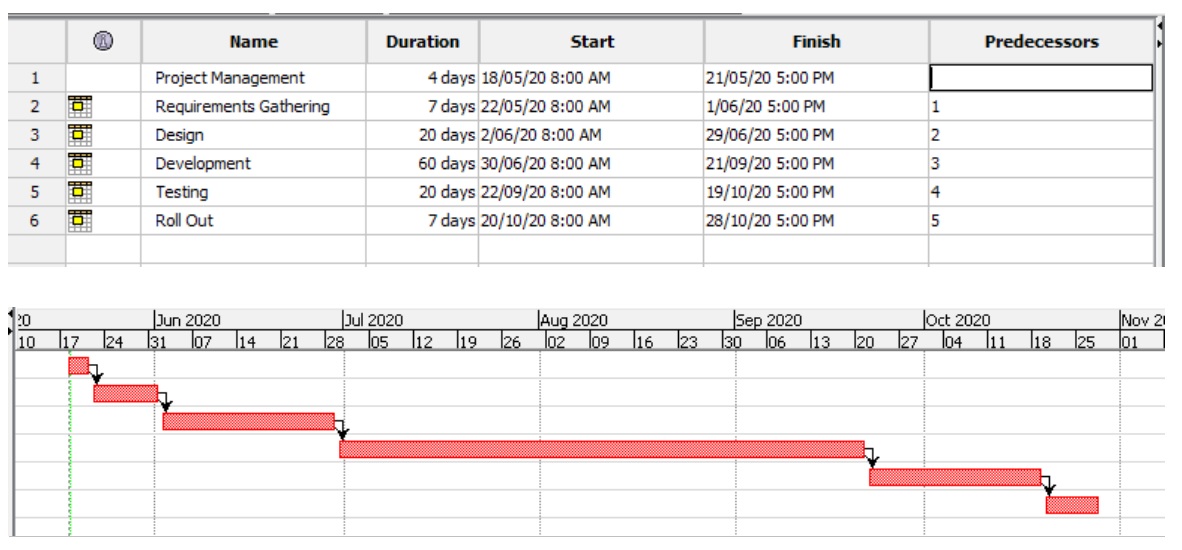 Name Duration Start Finish Predecessors
1 Project Management 4 days 18/05/20 8:00 AM 21/05/20 5:00 PM
2 Requirements Gathering 7 days 22/05/20 8:00 AM 1/06/20 5:00 PM 1
3 Design 20 days 2/06/20 8:00 AM 29/06/20 5:00 PM 2
4 Development 60 days 30/06/20 8:00 AM 21/09/20 5:00 PM 3
5 Testing 20 days 22/09/20 8:00 AM 19/10/20 5:00 PM 4
6 Roll Out 7 days 20/10/20 8:00 AM 28/10/20 5:00 PM 5
20 Jun 2020 Jul 2020 Aug 2020 Sep 2020 Oct 2020 Nov 2
10 17 24 31 07 14 21 28 05 12 19 26 02 09 16 23 30 06 13 20 27 04 11 18 25 01